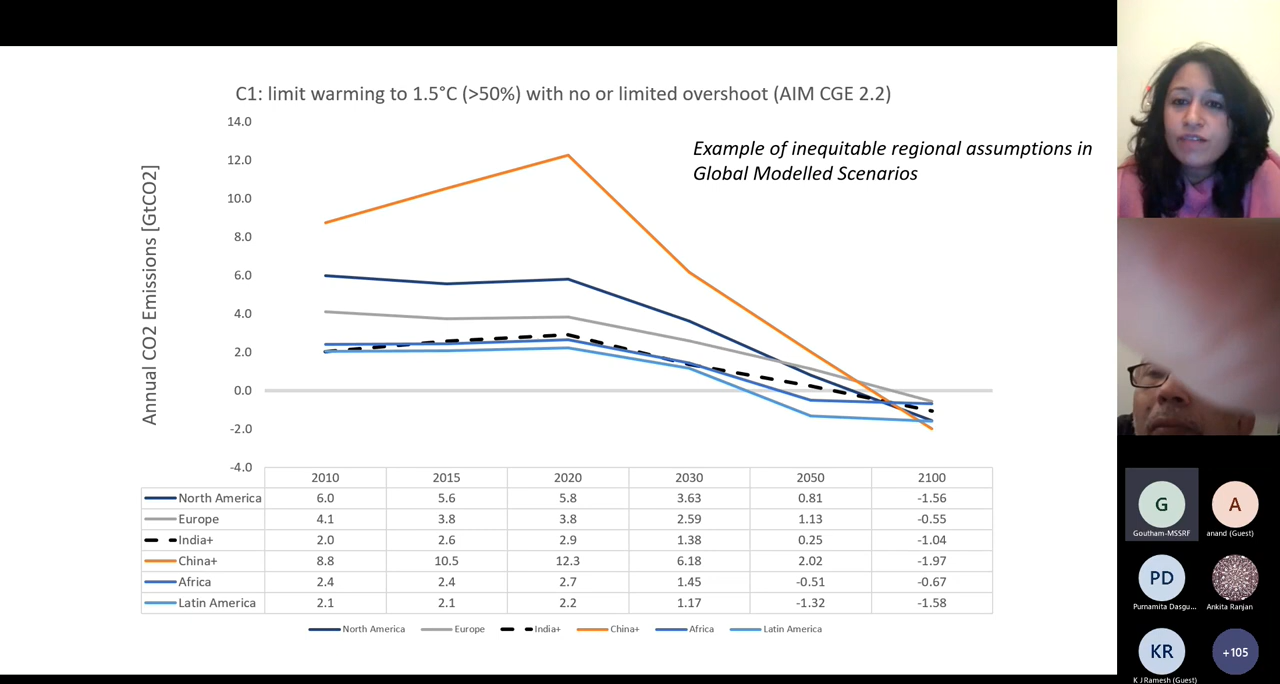 C1: limit warming to 1.5°C (>50%) with no or limited overshoot (AIM CGE 2.2)
Example of inequitable regional assumptions in
Global Modelled Scenarios
Annual CO2 Emissions [GtCO2]
14.0
12.0
10.0
8.0
6.0
4.0
2.0
0.0
-2.0
-4.0
2010 2015 2020 2030 2050 2100
North America 6.0 5.6 5.8 3.63 0.81 -1.56
Europe 4.1 3.8 3.8 2.59 1.13 -0.55
India+ 2.0 2.6 2.9 1.38 0.25 -1.04
China+ 8.8 10.5 12.3 6.18 2.02 -1.97
Africa 2.4 2.4 2.7 1.45 -0.51 -0.67
Latin America 2.1 2.1 2.2 1.17 -1.32 -1.58
North America Europe India+ China+ Africa Latin America
G
Goutham-MSSRF
A
anand (Guest)
PD
Purnamita Dasgu...
Ankita Ranjan
KR
K J Ramesh (Guest)
+105